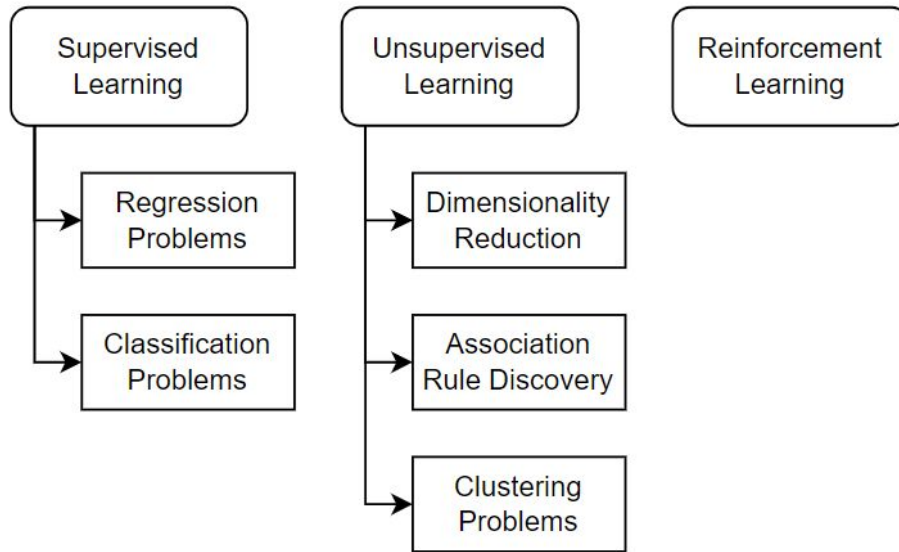 Supervised
Learning
Unsupervised
Learning
Reinforcement
Learning
Regression
Problems
Dimensionality
Reduction
Classification
Problems
Association
Rule Discovery
Clustering
Problems